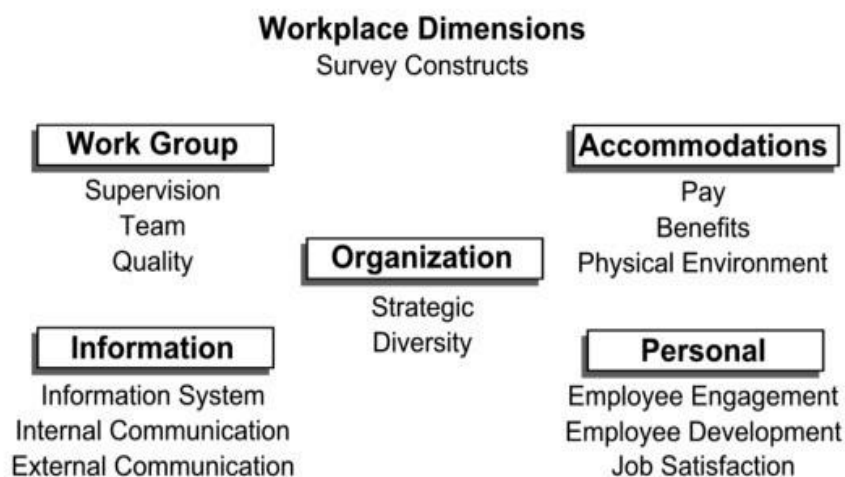 Workplace Dimensions
Survey Constructs
Work Group
Supervision
Team
Quality
Accommodations
Pay
Benefits
Physical Environment
Organization
Strategic
Diversity
Information
Information System
Internal Communication
External Communication
Personal
Employee Engagement
Employee Development
Job Satisfaction